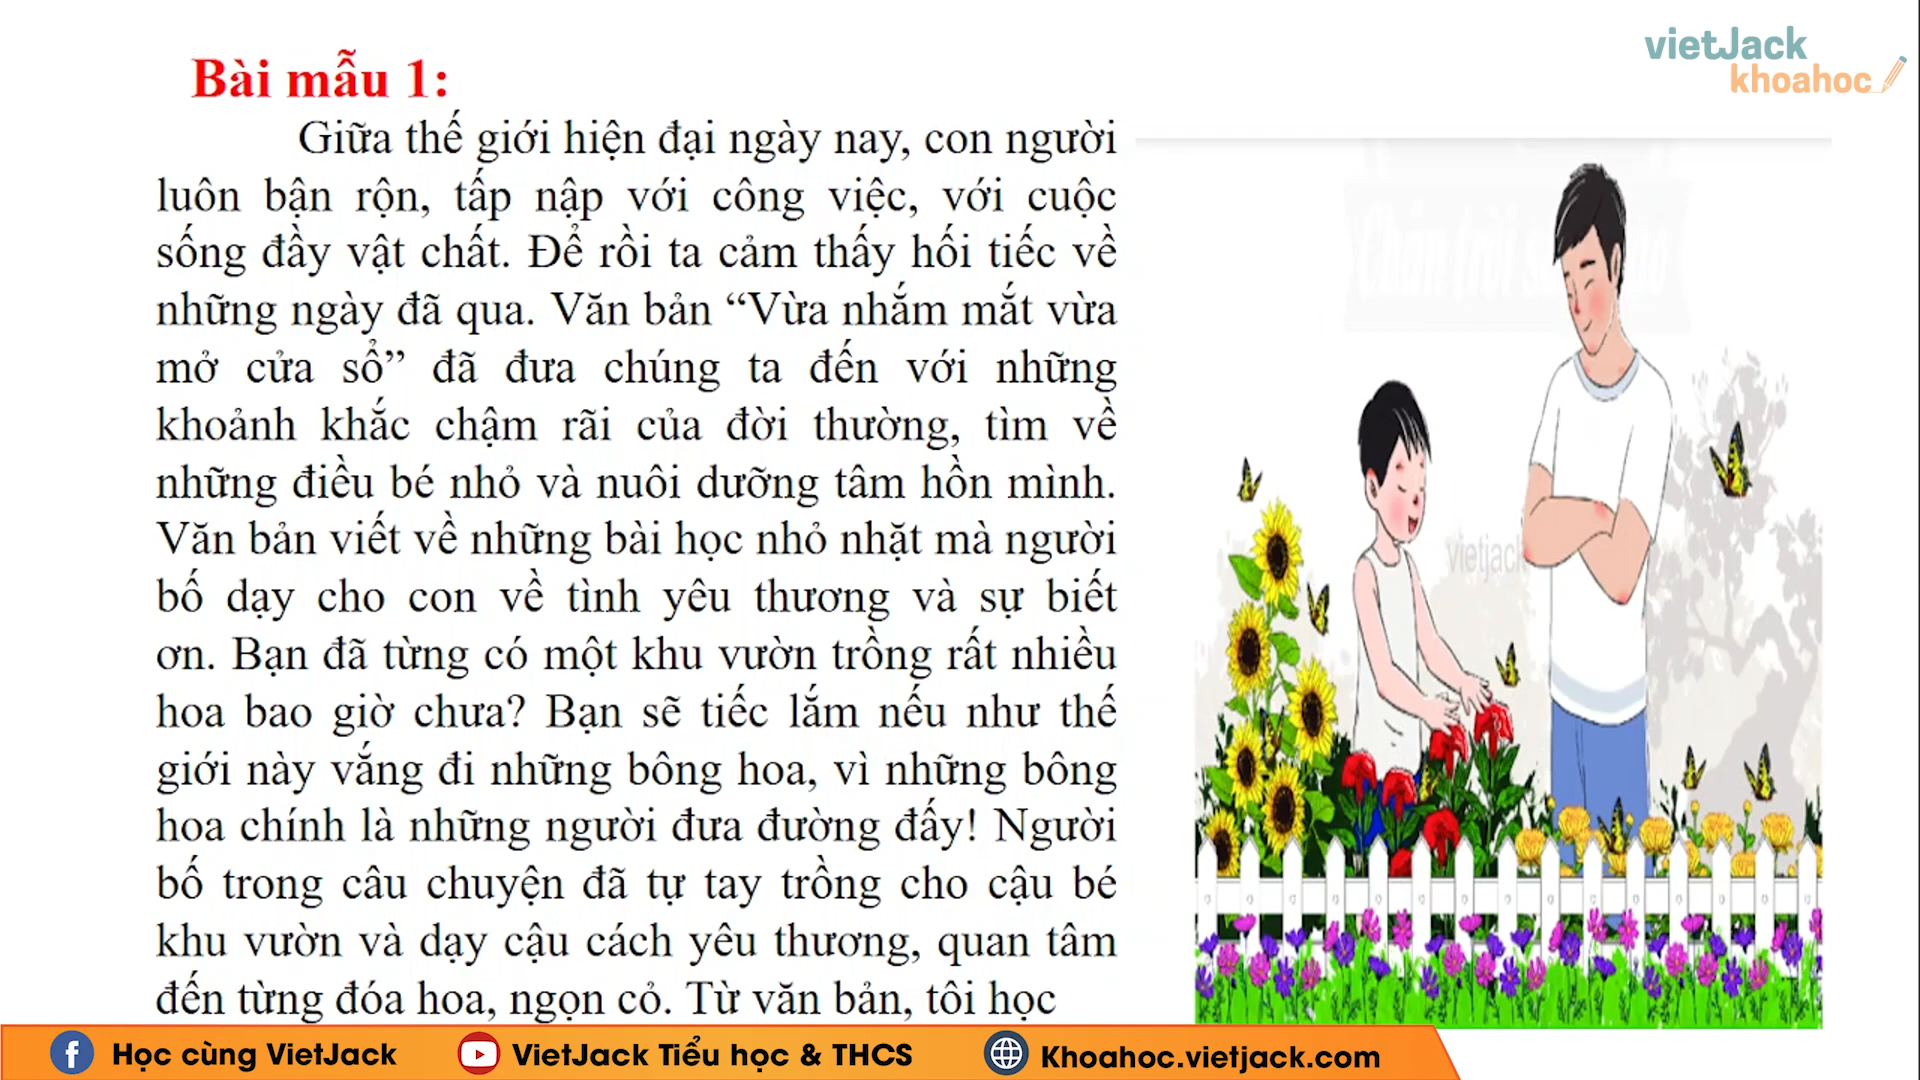 vietJack
khoahoc
Bài mẫu 1:
Giữa thế giới hiện đại ngày nay, con người
luôn bận rộn, tấp nập với công việc, với cuộc
sống đầy vật chất. Để rồi ta cảm thấy hối tiếc về
những ngày đã qua. Văn bản “Vừa nhắm mắt vừa
mở cửa sổ” đã đưa chúng ta đến với những
khoảnh khắc chậm rãi của đời thường, tìm về
những điều bé nhỏ và nuôi dưỡng tâm hồn mình.
Văn bản viết về những bài học nhỏ nhặt mà người
bố dạy cho con về tình yêu thương và sự biết
ơn. Bạn đã từng có một khu vườn trồng rất nhiều
hoa bao giờ chưa? Bạn sẽ tiếc lắm nếu như thế
giới này vắng đi những bông hoa, vì những bông
hoa chính là những người đưa đường đấy! Người
bố trong câu chuyện đã tự tay trồng cho cậu bé
khu vườn và dạy cậu cách yêu thương, quan tâm
đến từng đóa hoa, ngọn cỏ. Từ văn bản, tôi học
vietjack
Học cùng VietJack
VietJack Tiểu học & THCS
Khoahoc.vietjack.com